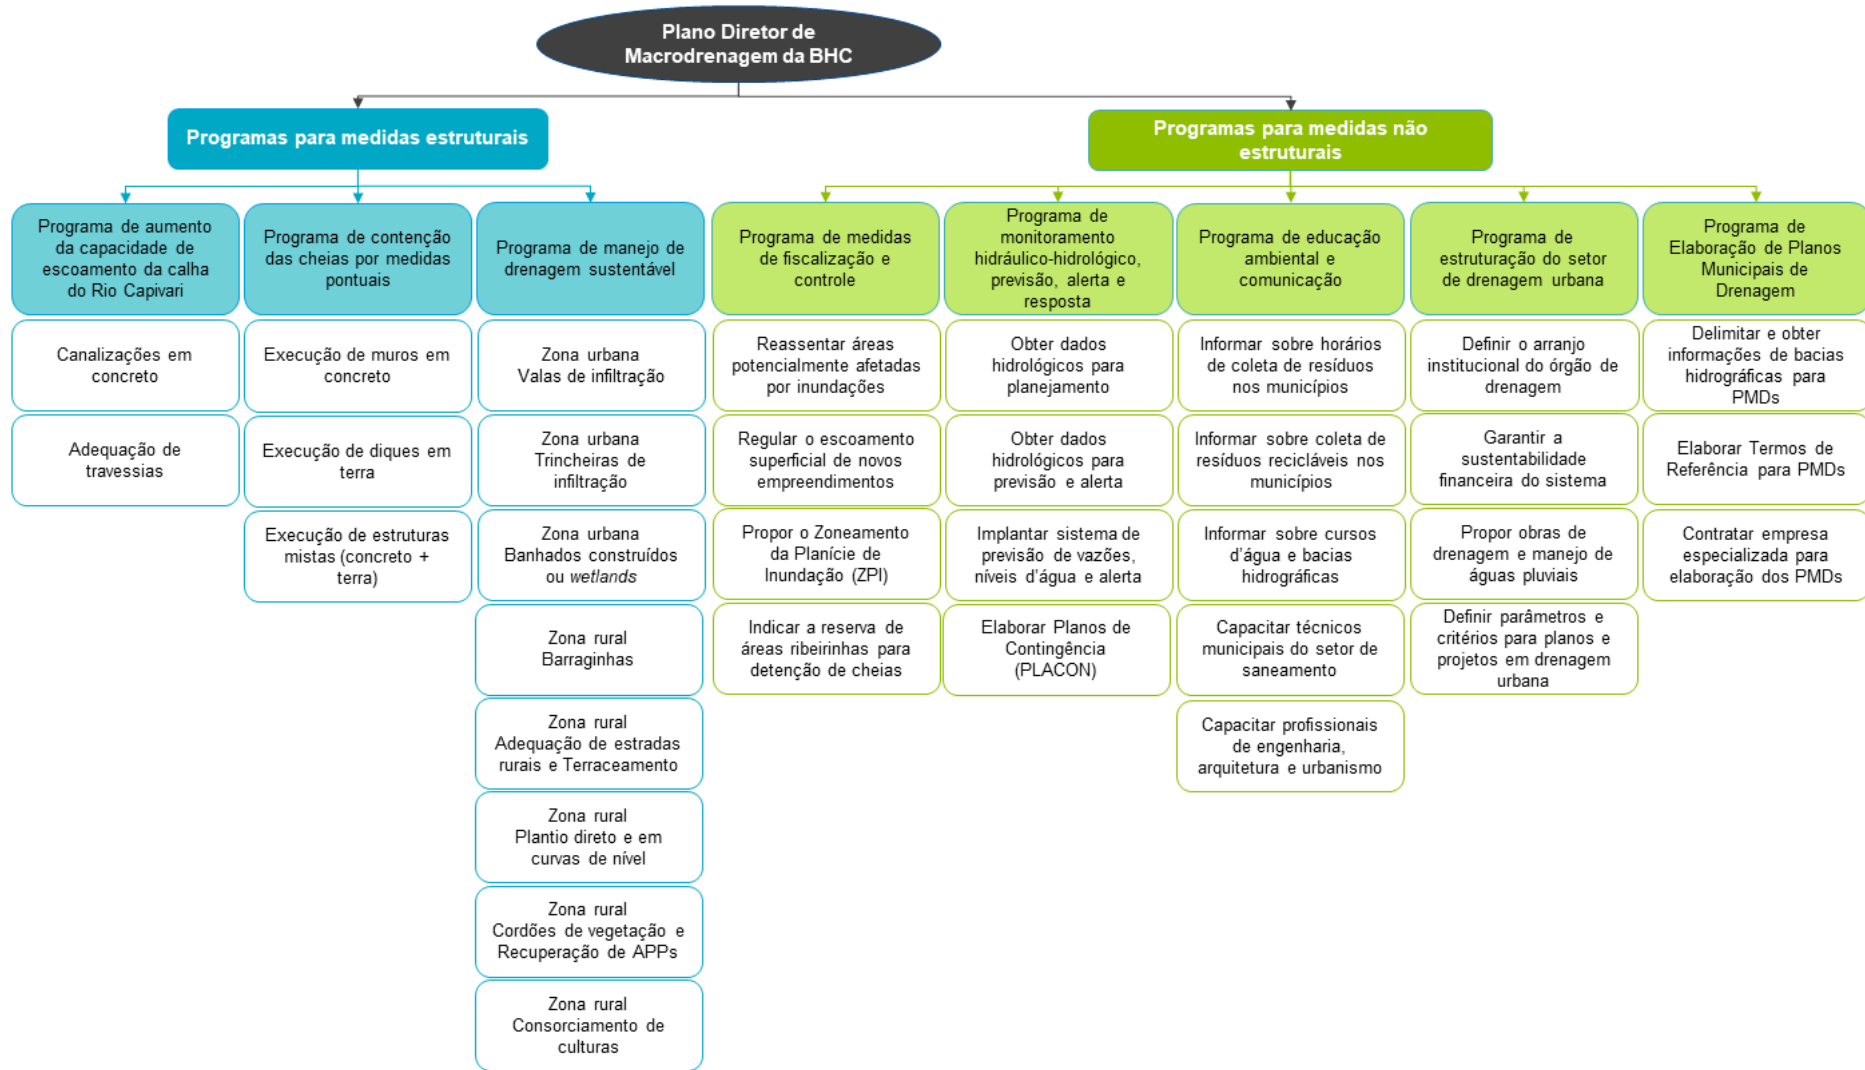 Plano Diretor de
Macrodrenagem da BHC
Programas para medidas estruturais
Programas para medidas não
estruturais
Programa de aumento
da capacidade de
escoamento da calha
do Rio Capivari
Canalizações em
concreto
Adequação de
travessias
Programa de contenção
das cheias por medidas
pontuais
Execução de muros em
concreto
Execução de diques em
terra
Execução de estruturas
mistas (concreto +
terra)
Programa de manejo de
drenagem sustentável
Zona urbana
Valas de infiltração
Zona urbana
Trincheiras de
infiltração
Zona urbana
Banhados construídos
ou wetlands
Zona rural
Barraginhas
Zona rural
Adequação de estradas
rurais e Terraceamento
Zona rural
Plantio direto e em
curvas de nível
Zona rural
Cordões de vegetação e
Recuperação de APPs
Zona rural
Consorciamento de
culturas
Programa de medidas
de fiscalização e
controle
Reassentar áreas
potencialmente afetadas
por inundações
Regular o escoamento
superficial de novos
empreendimentos
Propor o Zoneamento
da Planície de
Inundação (ZPI)
Indicar a reserva de
áreas ribeirinhas para
detenção de cheias
Programa de
monitoramento
hidráulico-hidrológico,
previsão, alerta e
resposta
Obter dados
hidrológicos para
planejamento
Obter dados
hidrológicos para
previsão e alerta
Implantar sistema de
previsão de vazões,
níveis d’água e alerta
Elaborar Planos de
Contingência
(PLACON)
Programa de educação
ambiental e
comunicação
Informar sobre horários
de coleta de resíduos
nos municípios
Informar sobre coleta de
resíduos recicláveis nos
municípios
Informar sobre cursos
d’água e bacias
hidrográficas
Capacitar técnicos
municipais do setor de
saneamento
Capacitar profissionais
de engenharia,
arquitetura e urbanismo
Programa de
estruturação do setor
de drenagem urbana
Definir o arranjo
institucional do órgão de
drenagem
Garantir a
sustentabilidade
financeira do sistema
Propor obras de
drenagem e manejo de
águas pluviais
Definir parâmetros e
critérios para planos e
projetos em drenagem
urbana
Programa de
Elaboração de Planos
Municipais de
Drenagem
Delimitar e obter
informações de bacias
hidrográficas para
PMDs
Elaborar Termos de
Referência para PMDs
Contratar empresa
especializada para
elaboração dos PMDs